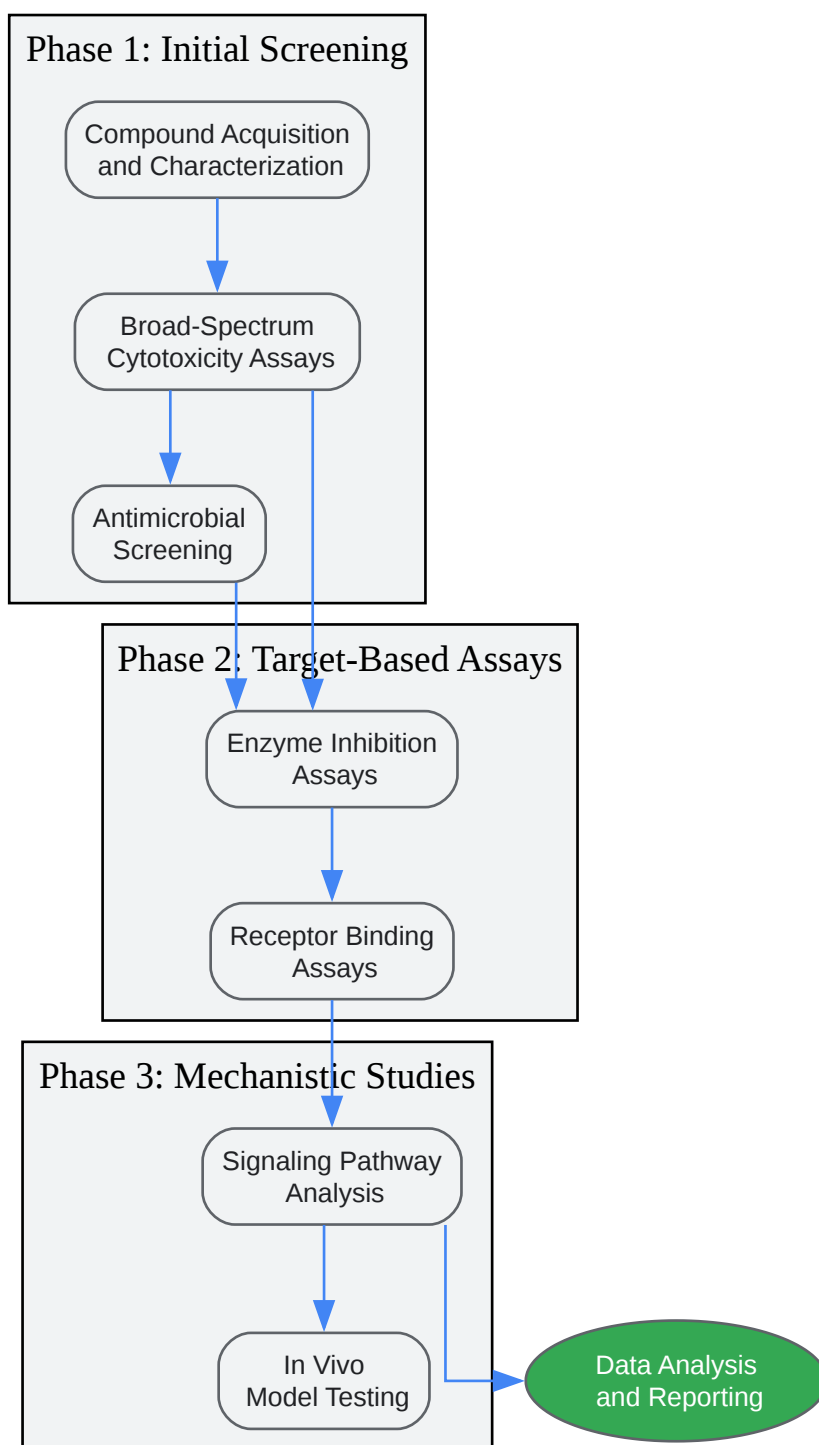 Phase 1: Initial Screening
Compound Acquisition
and Characterization
Broad-Spectrum
Cytotoxicity Assays
Antimicrobial
Screening
Phase 2: Target-Based Assays
Enzyme Inhibition
Assays
Receptor Binding
Assays
Phase 3: Mechanistic Studies
Signaling Pathway
Analysis
In Vivo
Model Testing
Data Analysis
and Reporting